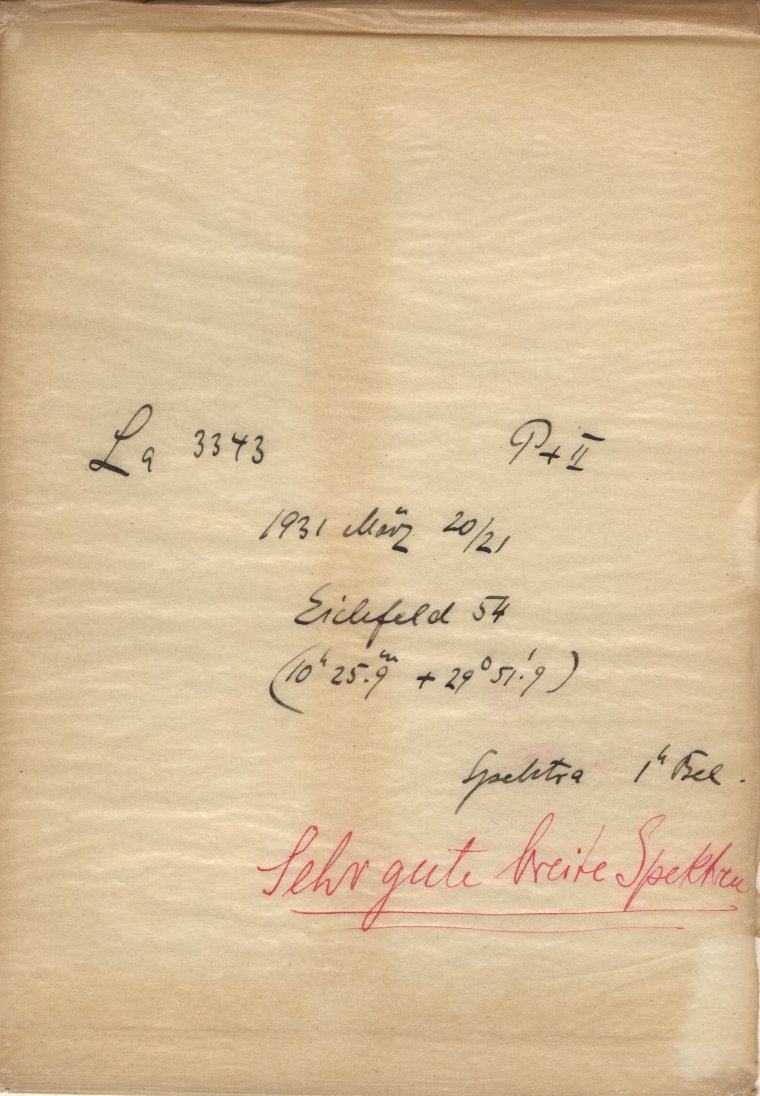 La 3343 P+II
1931 März 20/21
Eichfeld 54
(10ʰ 25.9ᵐ + 29° 51.'9)
Spektra 1ʰ Bel.
Sehr gute breite Spektren